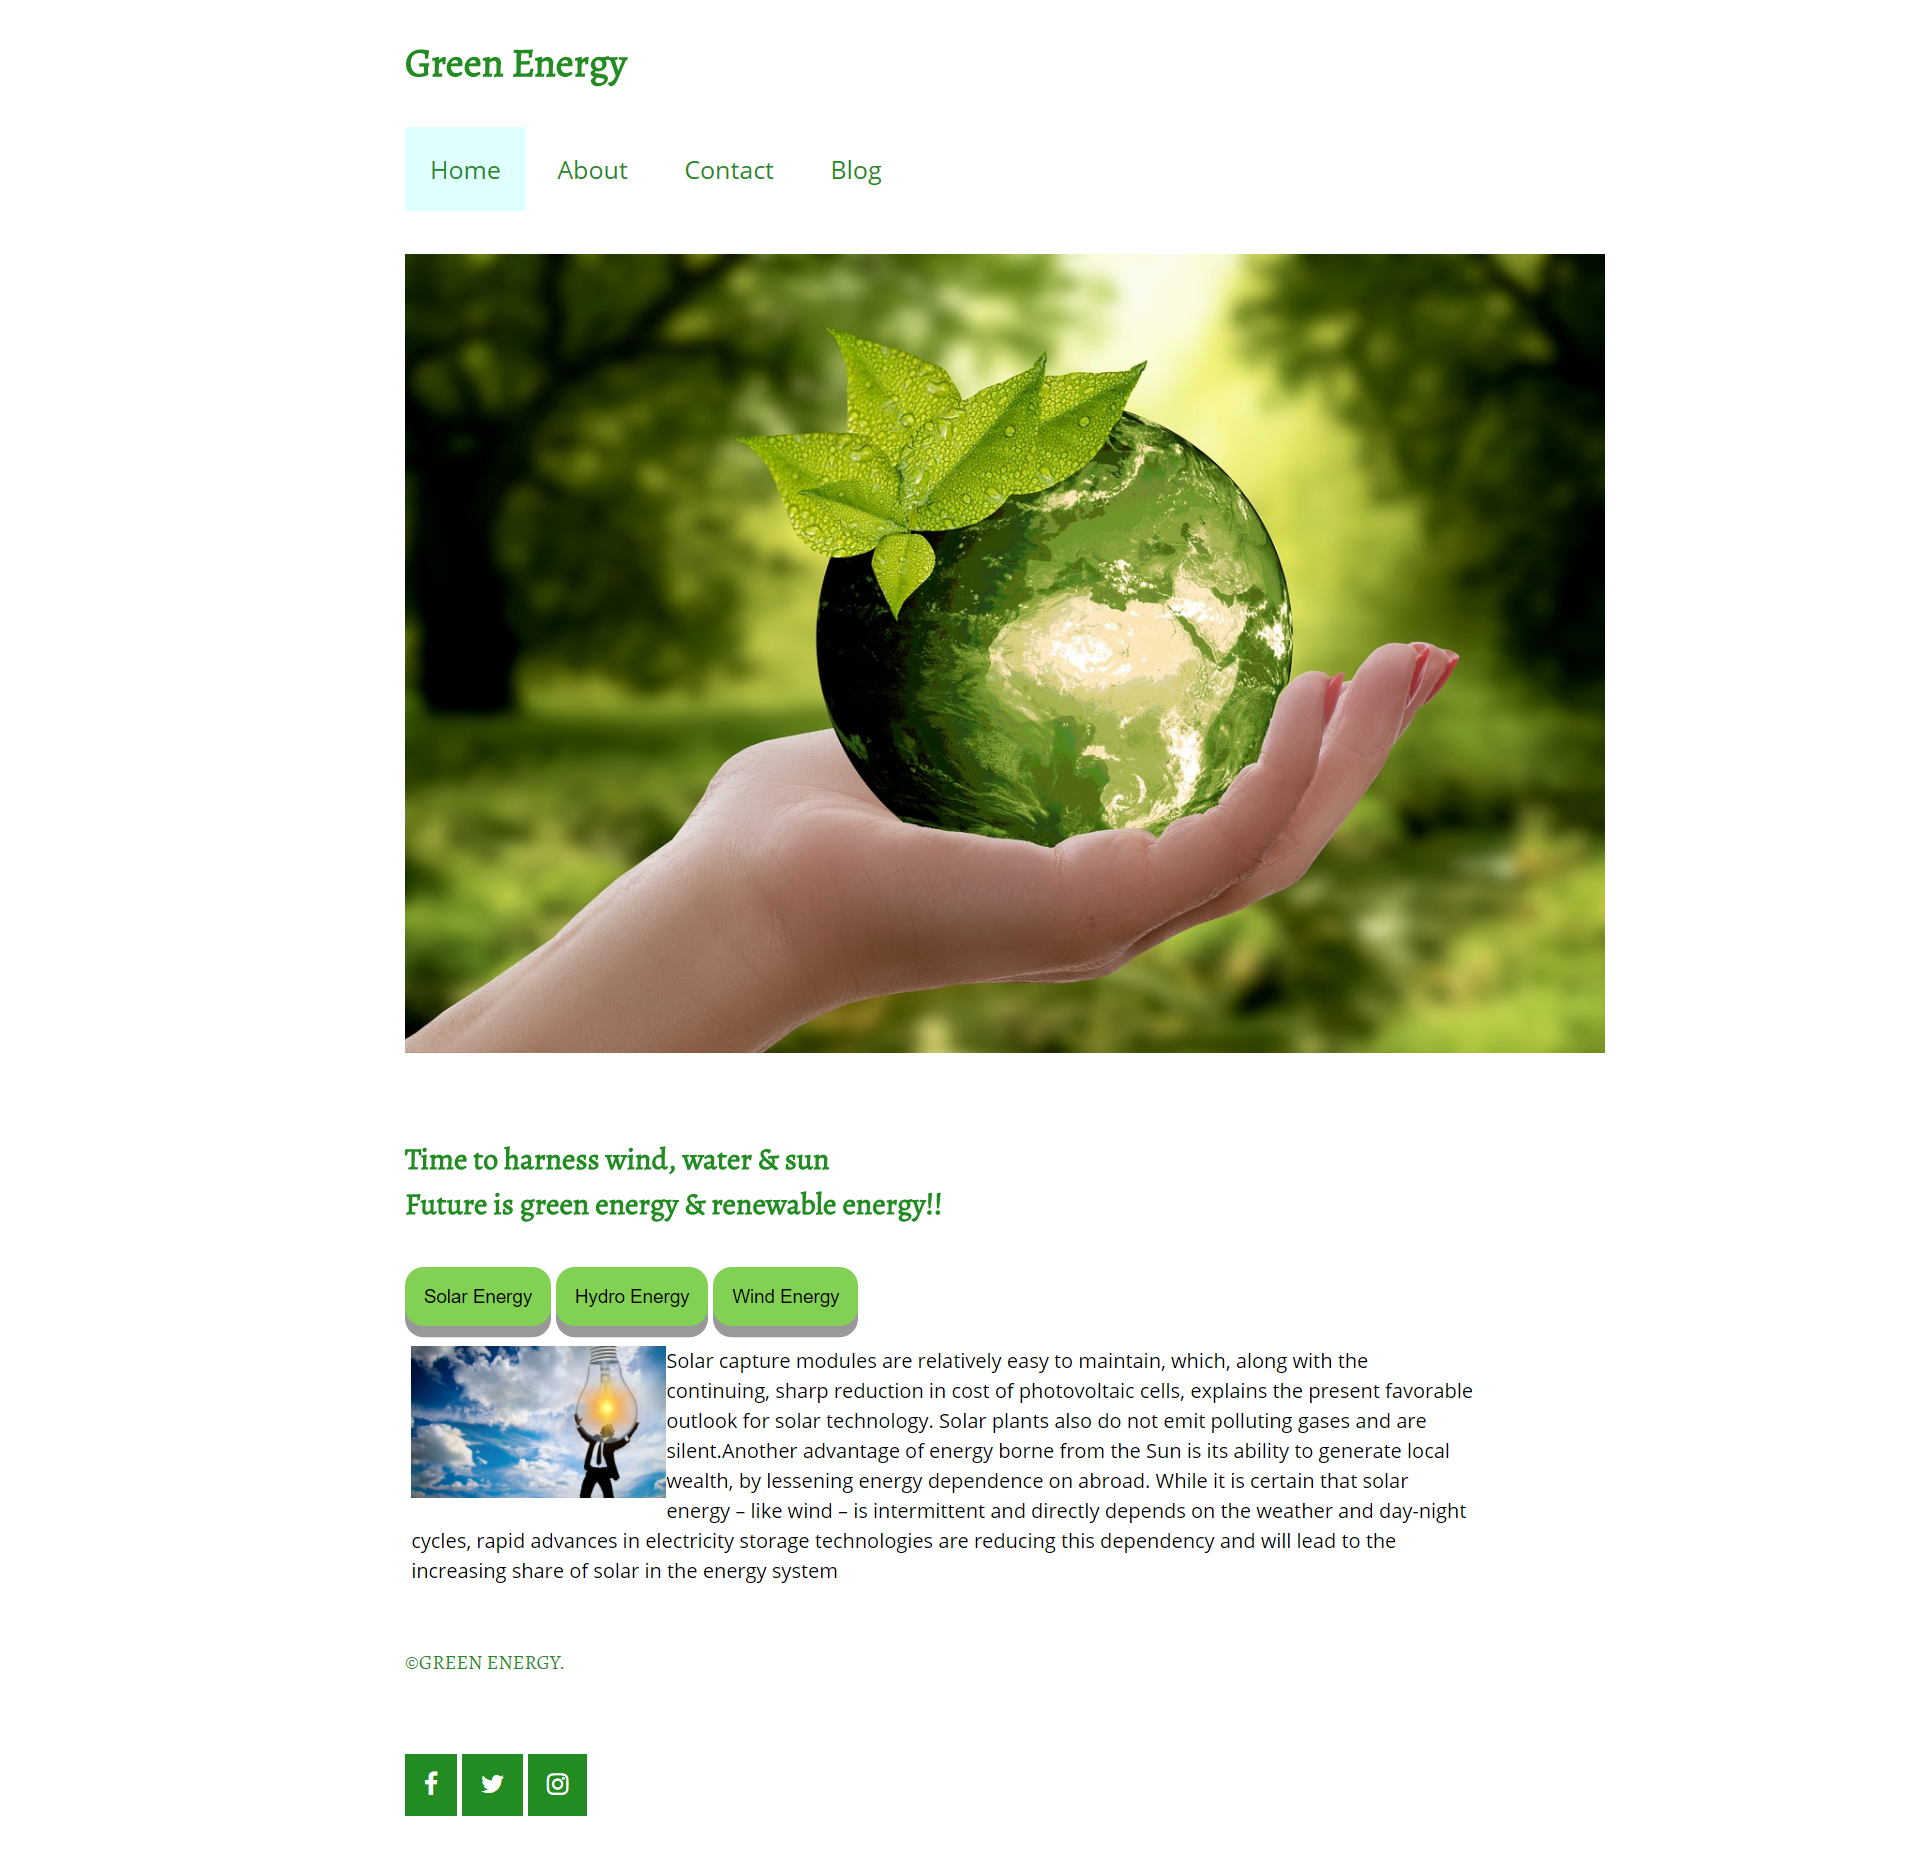 Green Energy
Home About Contact Blog
Time to harness wind, water & sun
Future is green energy & renewable energy!!
Solar Energy Hydro Energy Wind Energy
Solar capture modules are relatively easy to maintain, which, along with the
continuing, sharp reduction in cost of photovoltaic cells, explains the present favorable
outlook for solar technology. Solar plants also do not emit polluting gases and are
silent.Another advantage of energy borne from the Sun is its ability to generate local
wealth, by lessening energy dependence on abroad. While it is certain that solar
energy – like wind – is intermittent and directly depends on the weather and day-night
cycles, rapid advances in electricity storage technologies are reducing this dependency and will lead to the
increasing share of solar in the energy system
©GREEN ENERGY.